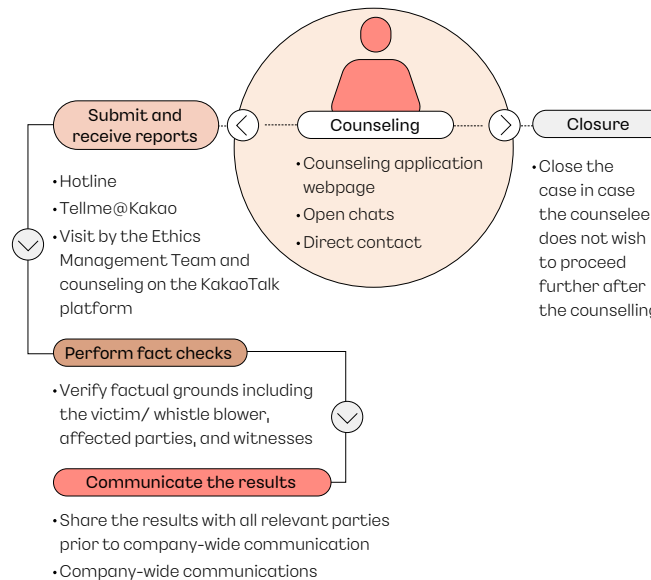 Submit and
receive reports
• Hotline
• Tellme@Kakao
• Visit by the Ethics
Management Team and
counseling on the KakaoTalk
platform
Counseling
• Counseling application
webpage
• Open chats
• Direct contact
Closure
• Close the
case in case
the counselee
does not wish
to proceed
further after
the counselling
Perform fact checks
• Verify factual grounds including
the victim/ whistle blower,
affected parties, and witnesses
Communicate the results
• Share the results with all relevant parties
prior to company-wide communication
• Company-wide communications